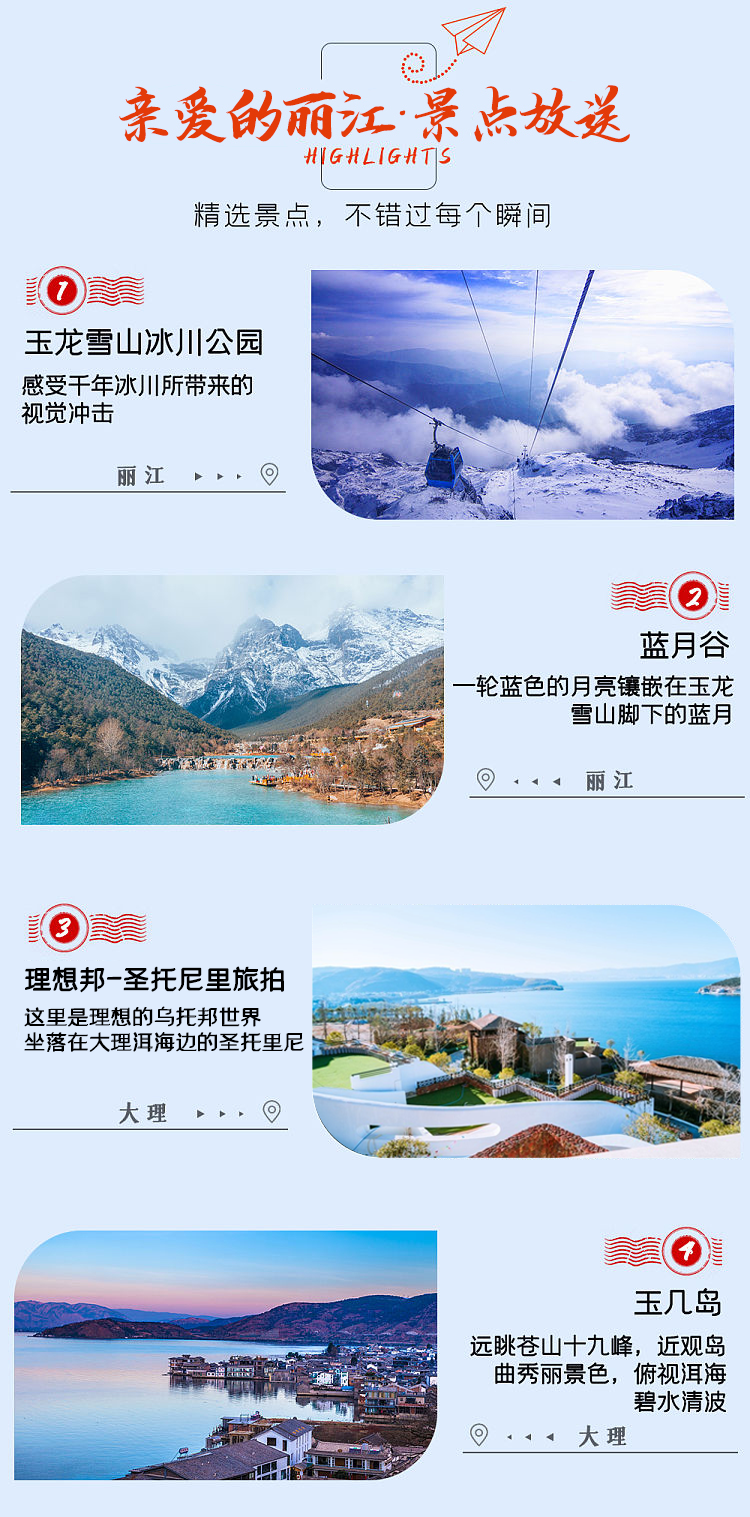 亲爱的丽江·景点放送
HIGHLIGHTS
精选景点，不错过每个瞬间
1
玉龙雪山冰川公园
感受千年冰川所带来的
视觉冲击
丽江
2
蓝月谷
一轮蓝色的月亮镶嵌在玉龙
雪山脚下的蓝月
丽江
3
理想邦-圣托尼里旅拍
这里是理想的乌托邦世界
坐落在大理洱海边的圣托里尼
大理
4
玉几岛
远眺苍山十九峰，近观岛
曲秀丽景色，俯视洱海
碧水清波
大理